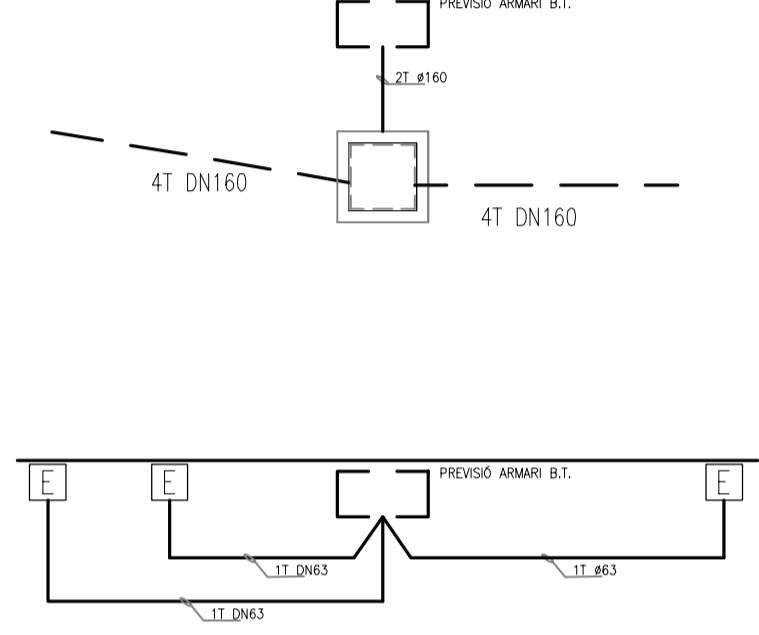 PREVISIÓ ARMARI B.T.
2T ø160
4T DN160
4T DN160
E
E
PREVISIÓ ARMARI B.T.
E
1T DN63
1T ø63
1T DN63